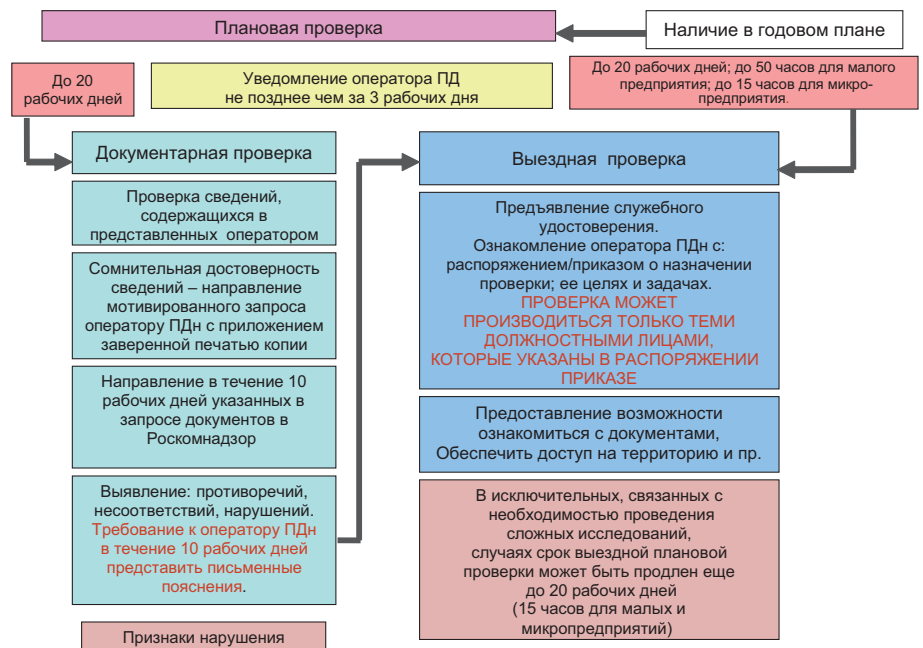 Плановая проверка
Наличие в годовом плане
До 20
рабочих дней
Уведомление оператора ПД
не позднее чем за 3 рабочих дня
До 20 рабочих дней; до 50 часов для малого
предприятия; до 15 часов для микро-
предприятия.
Документарная проверка
Проверка сведений,
содержащихся в
представленных оператором
Сомнительная достоверность
сведений – направление
мотивированного запроса
оператору ПДн с приложением
заверенной печатью копии
Направление в течение 10
рабочих дней указанных в
запросе документов в
Роскомнадзор
Выявление: противоречий,
несоответствий, нарушений.
Требование к оператору ПДн
в течение 10 рабочих дней
представить письменные
пояснения.
Признаки нарушения
Выездная проверка
Предъявление служебного
удостоверения.
Ознакомление оператора ПДн с:
распоряжением/приказом о назначении
проверки; ее целях и задачах.
ПРОВЕРКА МОЖЕТ
ПРОИЗВОДИТЬСЯ ТОЛЬКО ТЕМИ
ДОЛЖНОСТНЫМИ ЛИЦАМИ,
КОТОРЫЕ УКАЗАНЫ В РАСПОРЯЖЕНИИ
ПРИКАЗЕ
Предоставление возможности
ознакомиться с документами,
Обеспечить доступ на территорию и пр.
В исключительных, связанных с
необходимостью проведения
сложных исследований,
случаях срок выездной плановой
проверки может быть продлен еще
до 20 рабочих дней
(15 часов для малых и
микропредприятий)